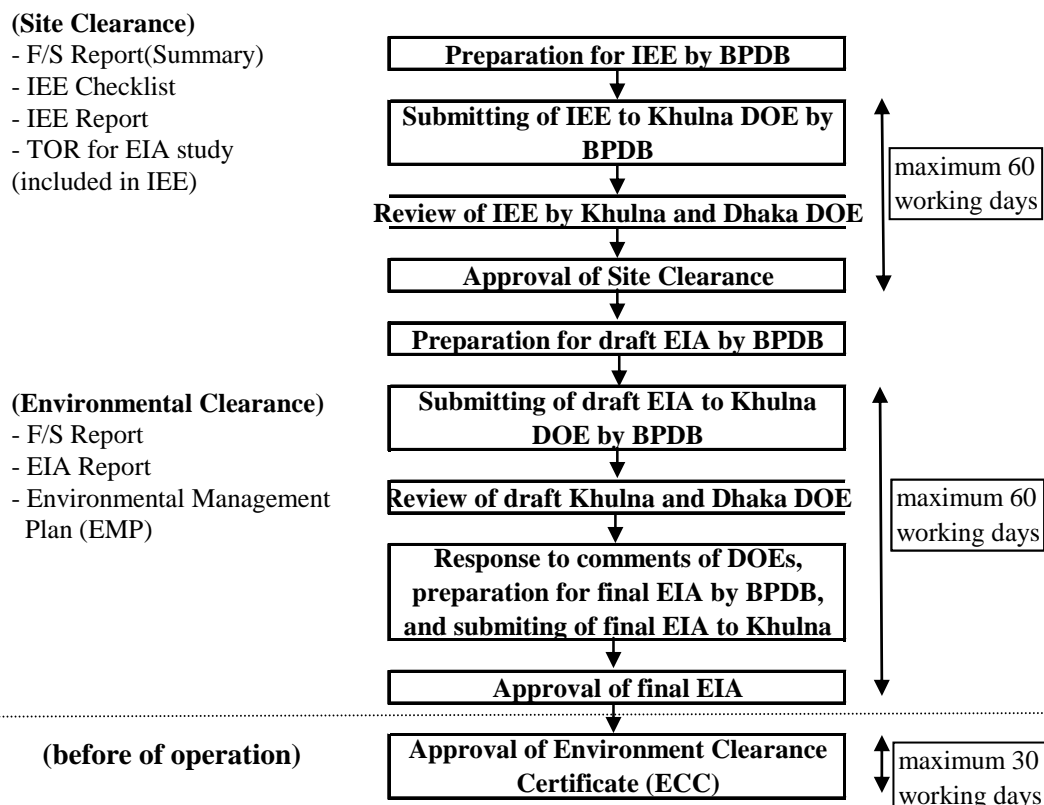 (Site Clearance)
- F/S Report(Summary)
- IEE Checklist
- IEE Report
- TOR for EIA study
(included in IEE)
Preparation for IEE by BPDB
Submitting of IEE to Khulna DOE by
BPDB
Review of IEE by Khulna and Dhaka DOE
Approval of Site Clearance
maximum 60
working days
Preparation for draft EIA by BPDB
(Environmental Clearance)
- F/S Report
- EIA Report
- Environmental Management
Plan (EMP)
Submitting of draft EIA to Khulna
DOE by BPDB
Review of draft Khulna and Dhaka DOE
Response to comments of DOEs,
preparation for final EIA by BPDB,
and submiting of final EIA to Khulna
Approval of final EIA
maximum 60
working days
(before of operation)
Approval of Environment Clearance
Certificate (ECC)
maximum 30
working days